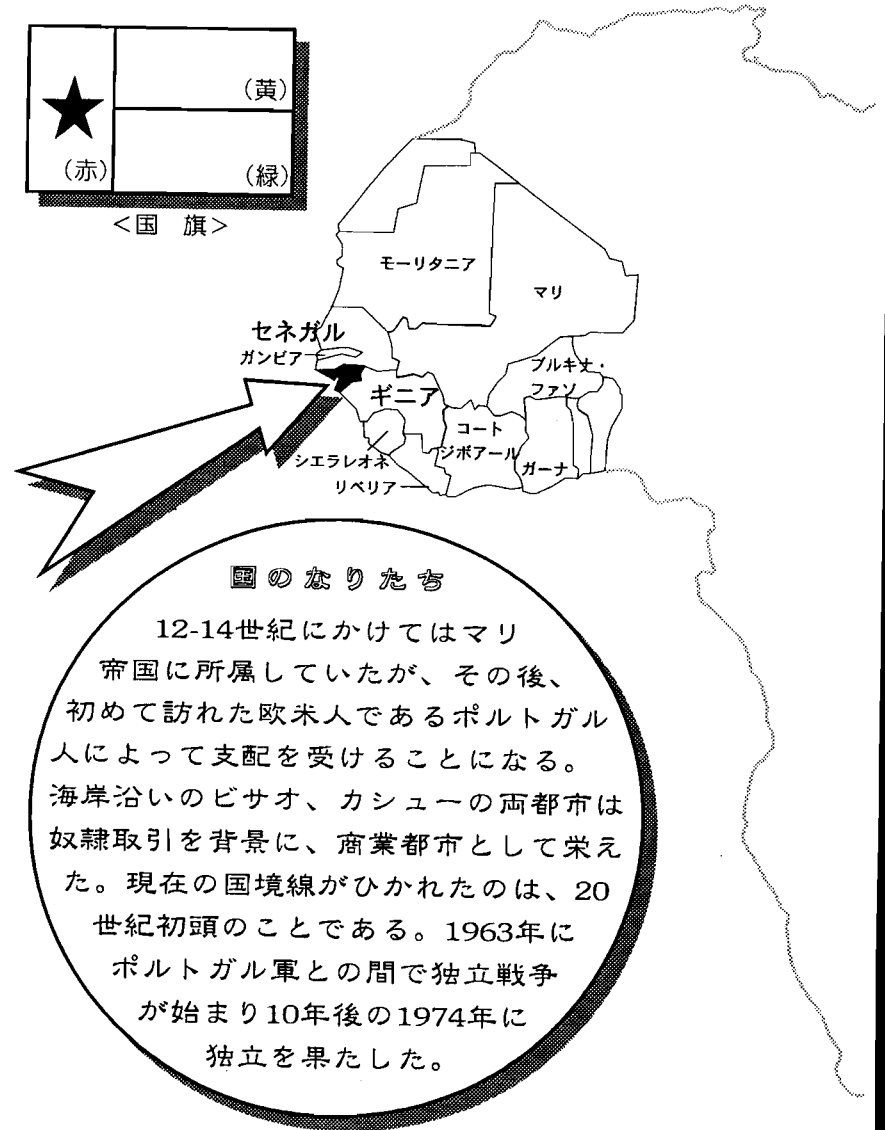 (黄)
(赤)
(緑)
<国 旗>
モーリタニア
マリ
セネガル
ガンビア
ブルキナ・
ファソ
ギニア
コート
ジボアール
シエラレオネ
ガーナ
リベリア
国のなりたち
12-14世紀にかけてはマリ
帝国に所属していたが、その後、
初めて訪れた欧米人であるポルトガル
人によって支配を受けることになる。
海岸沿いのビサオ、カシューの両都市は
奴隷取引を背景に、商業都市として栄え
た。現在の国境線がひかれたのは、20
世紀初頭のことである。1963年に
ポルトガル軍との間で独立戦争
が始まり10年後の1974年に
独立を果たした。